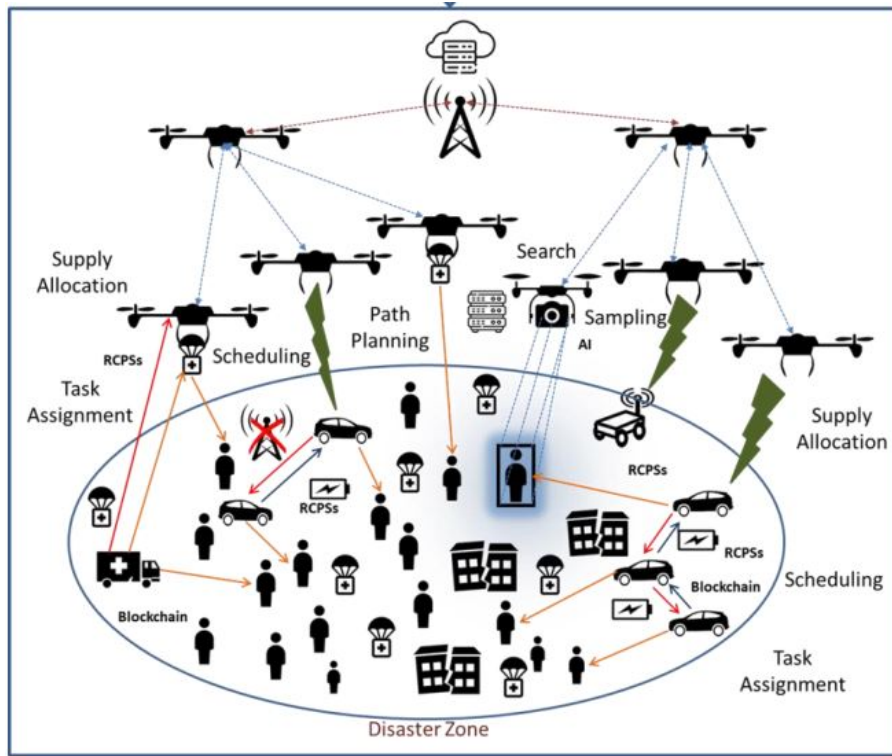 Search
Supply
Allocation
Path
Planning
Sampling
AI
RCPSs
Scheduling
Task
Assignment
Supply
Allocation
RCPSs
RCPSs
RCPSs
Blockchain
Scheduling
Blockchain
Task
Assignment
Disaster Zone